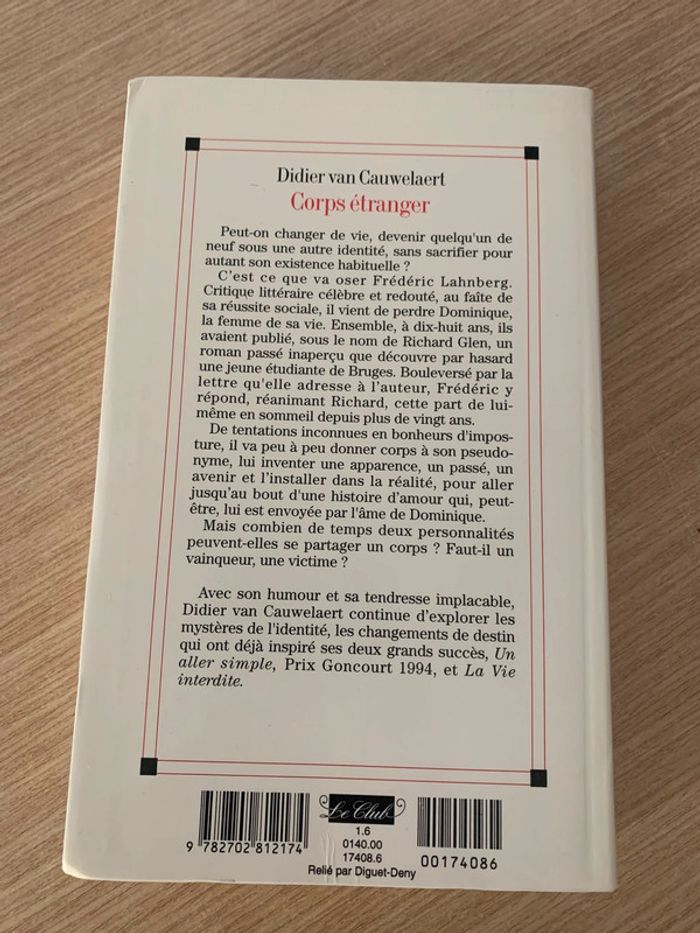 Didier van Cauwelaert
Corps étranger
Peut-on changer de vie, devenir quelqu'un de
neuf sous une autre identité, sans sacrifier pour
autant son existence habituelle ?
C'est ce que va oser Frédéric Lahnberg.
Critique littéraire célèbre et redouté, au faîte de
sa réussite sociale, il vient de perdre Dominique,
la femme de sa vie. Ensemble, à dix-huit ans, ils
avaient publié, sous le nom de Richard Glen, un
roman passé inaperçu que découvre par hasard
une jeune étudiante de Bruges. Bouleversé par la
lettre qu'elle adresse à l'auteur, Frédéric y
répond, réanimant Richard, cette part de lui-
même en sommeil depuis plus de vingt ans.
De tentations inconnues en bonheurs d'impos-
ture, il va peu à peu donner corps à son pseudo-
nyme, lui inventer une apparence, un passé, un
avenir et l'installer dans la réalité, pour aller
jusqu'au bout d'une histoire d'amour qui, peut-
être, lui est envoyée par l'âme de Dominique.
Mais combien de temps deux personnalités
peuvent-elles se partager un corps ? Faut-il un
vainqueur, une victime ?
Avec son humour et sa tendresse implacable,
Didier van Cauwelaert continue d'explorer les
mystères de l'identité, les changements de destin
qui ont déjà inspiré ses deux grands succès, Un
aller simple, Prix Goncourt 1994, et La Vie
interdite.
Le Club
1.6
0140.00
17408.6
9 782702 812174
00174086
Relié par Diguet-Deny